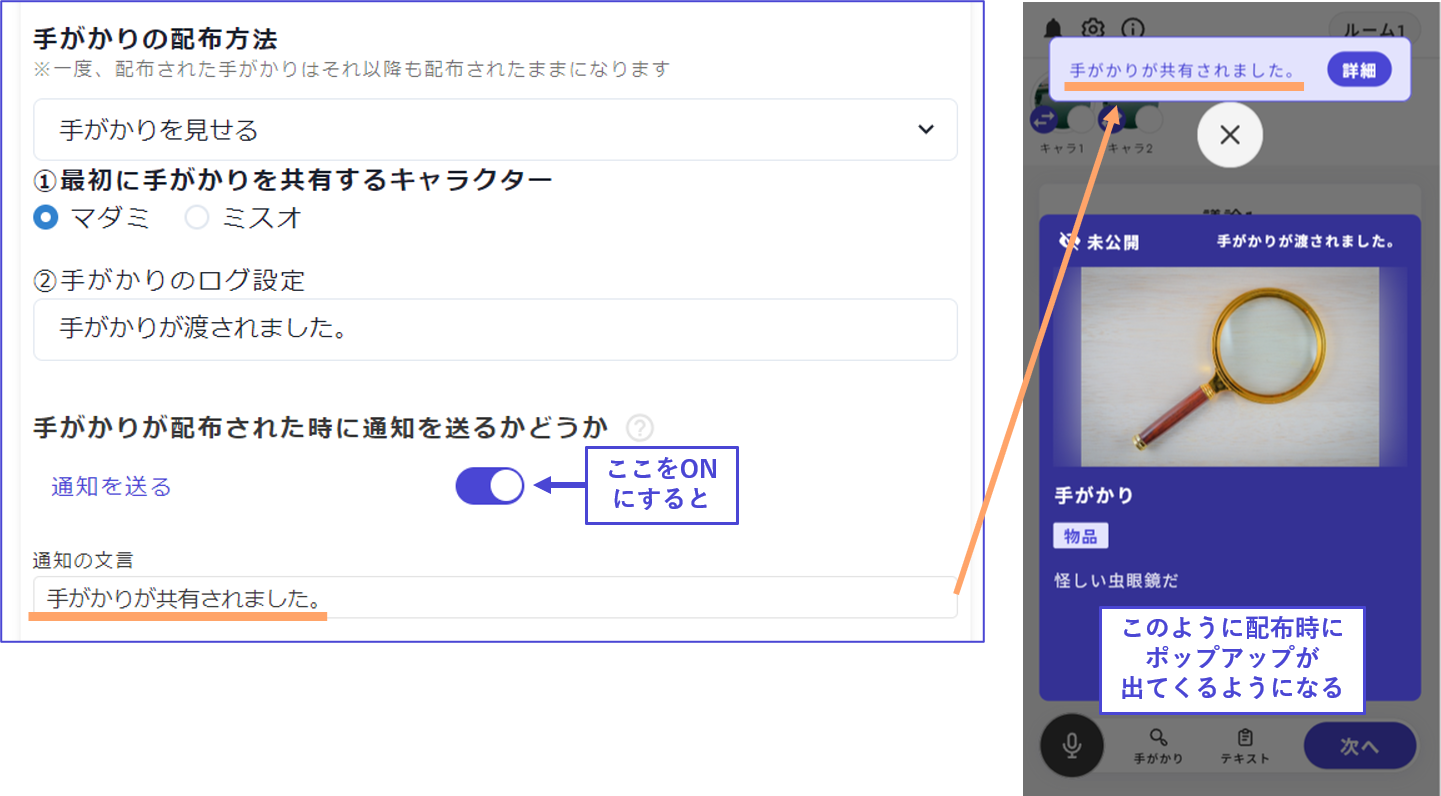 手がかりの配布方法
※一度、配布された手がかりはそれ以降も配布されたままになります
手がかりを見せる
①最初に手がかりを共有するキャラクター
マダミ ミスオ
②手がかりのログ設定
手がかりが渡されました。
手がかりが配布された時に通知を送るかどうか ?
通知を送る
ここをON
にすると
通知の文言
手がかりが共有されました。
ルーム1
手がかりが共有されました。 詳細
キャラ1 キャラ2
未公開 手がかりが渡されました。
手がかり
物品
怪しい虫眼鏡だ
このように配布時に
ポップアップが
出てくるようになる
手がかり テキスト 次へ